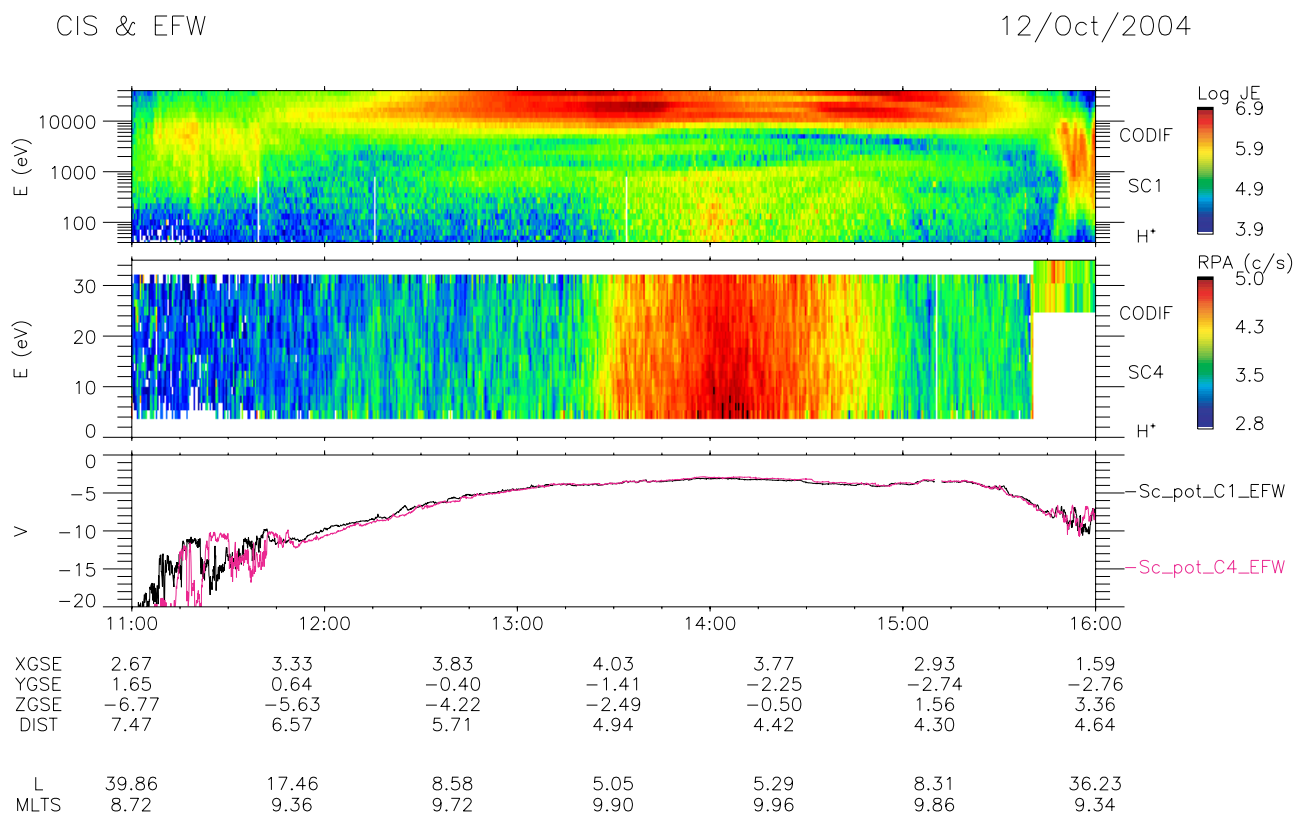 CIS & EFW 12/Oct/2004
Log JE
6.9
5.9
4.9
3.9
E (eV)
10000
1000
100
CODIF
SC1
H⁺
RPA (c/s)
5.0
4.3
3.5
2.8
E (eV)
30
20
10
0
CODIF
SC4
H⁺
V
0
−5
−10
−15
−20
Sc_pot_C1_EFW
Sc_pot_C4_EFW
11:00 12:00 13:00 14:00 15:00 16:00
XGSE 2.67 3.33 3.83 4.03 3.77 2.93 1.59
YGSE 1.65 0.64 −0.40 −1.41 −2.25 −2.74 −2.76
ZGSE −6.77 −5.63 −4.22 −2.49 −0.50 1.56 3.36
DIST 7.47 6.57 5.71 4.94 4.42 4.30 4.64
L 39.86 17.46 8.58 5.05 5.29 8.31 36.23
MLTS 8.72 9.36 9.72 9.90 9.96 9.86 9.34